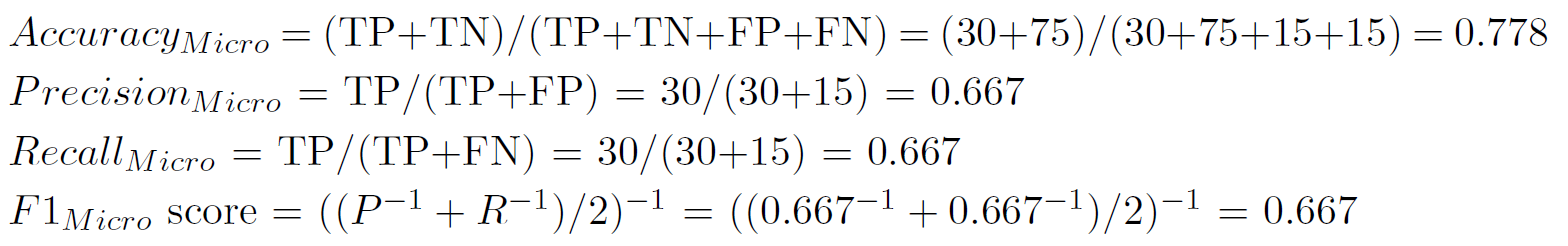 Accuracy_Micro = (TP+TN)/(TP+TN+FP+FN) = (30+75)/(30+75+15+15) = 0.778
Precision_Micro = TP/(TP+FP) = 30/(30+15) = 0.667
Recall_Micro = TP/(TP+FN) = 30/(30+15) = 0.667
F1_Micro score = ((P⁻¹ + R⁻¹)/2)⁻¹ = ((0.667⁻¹ + 0.667⁻¹)/2)⁻¹ = 0.667